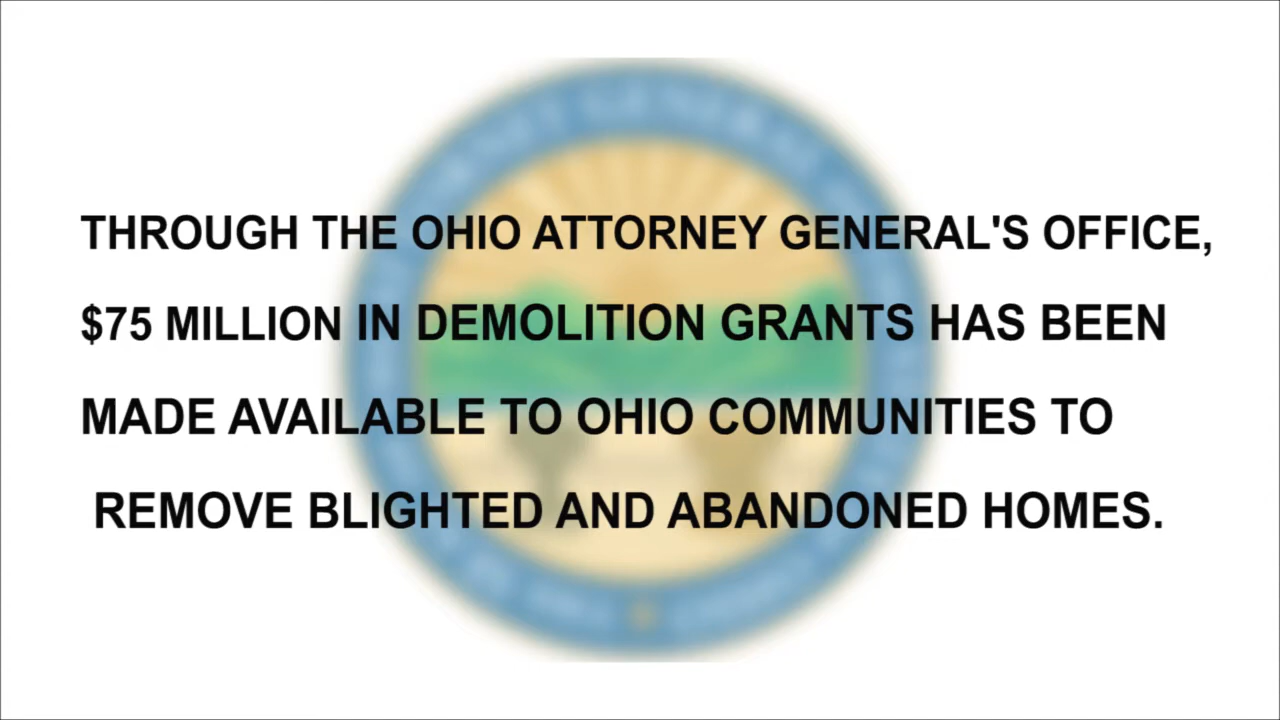 THROUGH THE OHIO ATTORNEY GENERAL'S OFFICE,
$75 MILLION IN DEMOLITION GRANTS HAS BEEN
MADE AVAILABLE TO OHIO COMMUNITIES TO
REMOVE BLIGHTED AND ABANDONED HOMES.